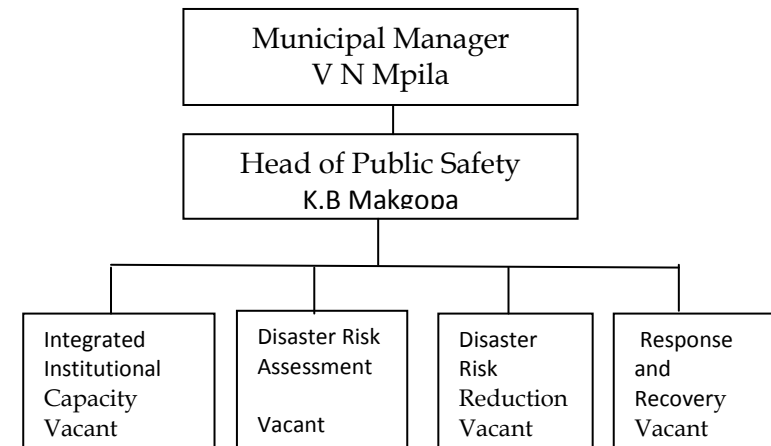 Municipal Manager
V N Mpila
Head of Public Safety
K.B Makgopa
Integrated
Institutional
Capacity
Vacant
Disaster Risk
Assessment
Vacant
Disaster
Risk
Reduction
Vacant
Response
and
Recovery
Vacant